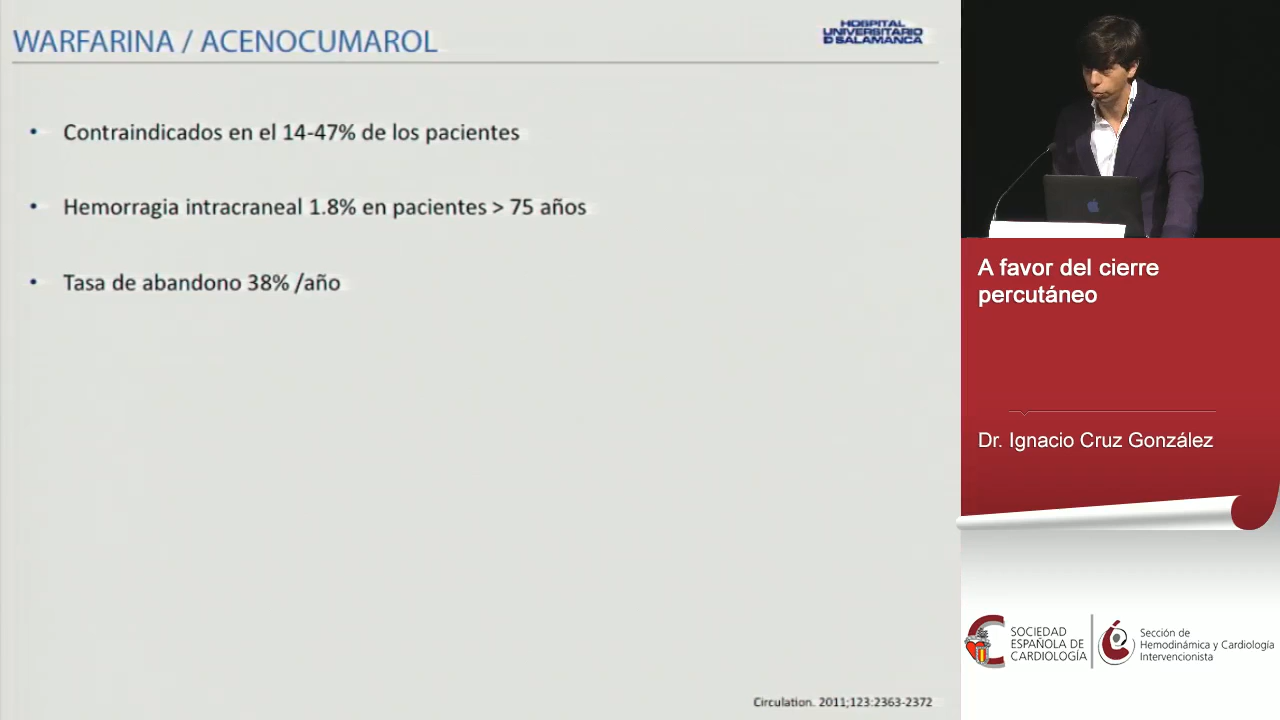 WARFARINA / ACENOCUMAROL
HOSPITAL
UNIVERSITARIO
D SALAMANCA
• Contraindicados en el 14-47% de los pacientes
• Hemorragia intracraneal 1.8% en pacientes > 75 años
• Tasa de abandono 38% /año
Circulation. 2011;123:2363-2372
A favor del cierre
percutáneo
Dr. Ignacio Cruz González
SOCIEDAD
ESPAÑOLA DE
CARDIOLOGÍA
Sección de
Hemodinámica y Cardiología
Intervencionista